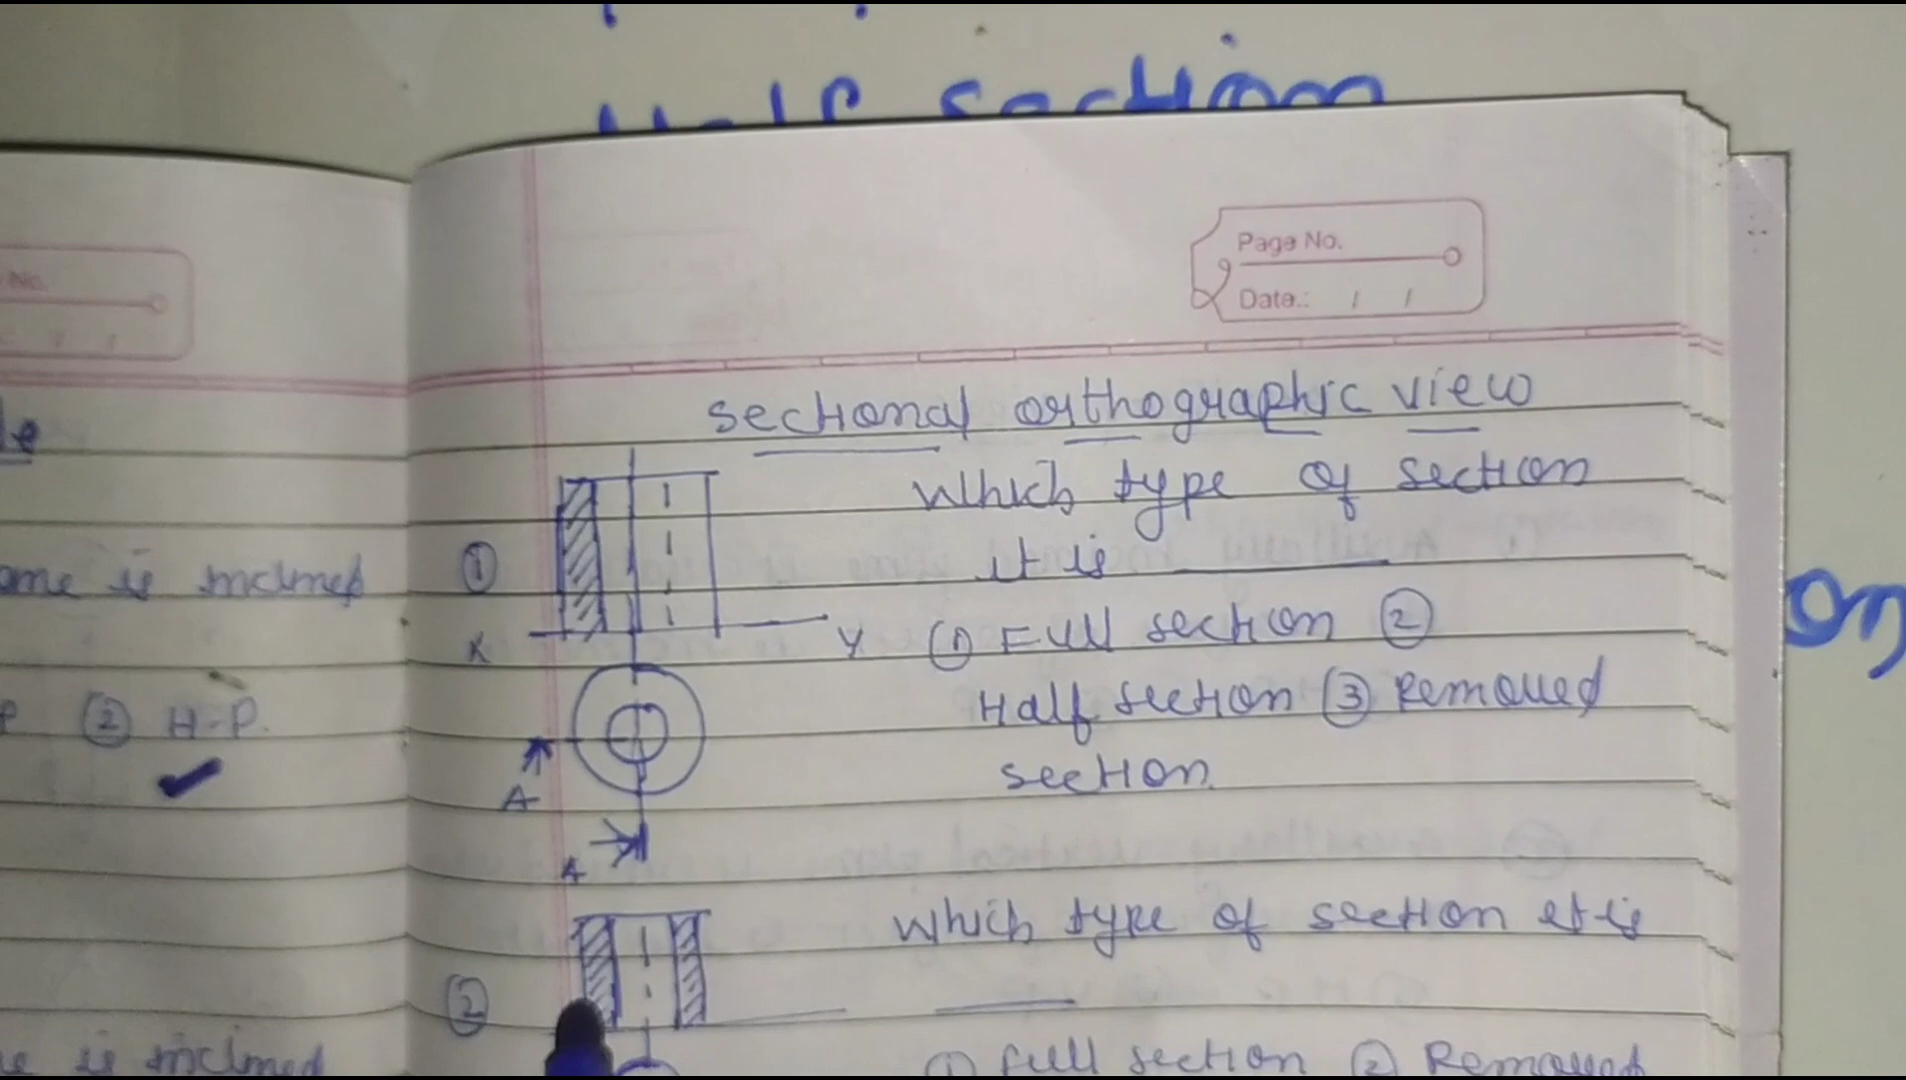 Half section
Page No.
Date.: / /
No.
sectional orthographic view
which type of section
① it is
X Y ① Full section ②
Half section ③ Removed
section
A
A
which type of section it is
②
① full section ② Removed
ame is inclined
② H.P.
is inclined
on